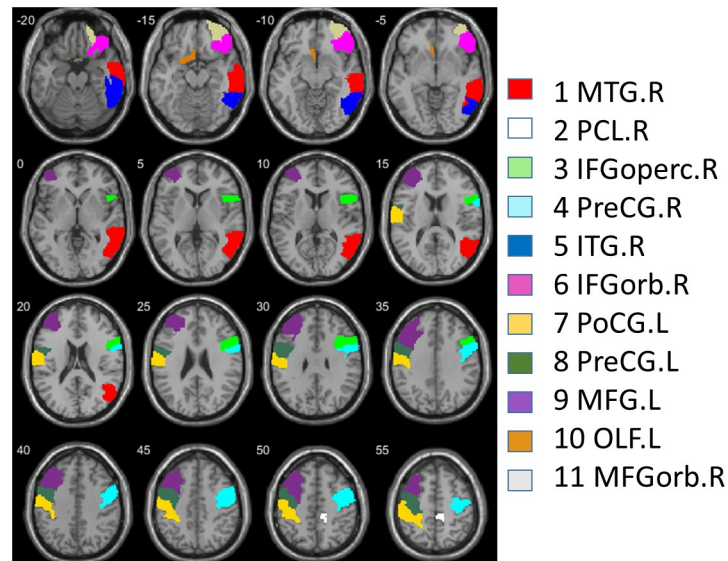 -20 -15 -10 -5
0 5 10 15
20 25 30 35
40 45 50 55
1 MTG.R
2 PCL.R
3 IFGoperc.R
4 PreCG.R
5 ITG.R
6 IFGorb.R
7 PoCG.L
8 PreCG.L
9 MFG.L
10 OLF.L
11 MFGorb.R